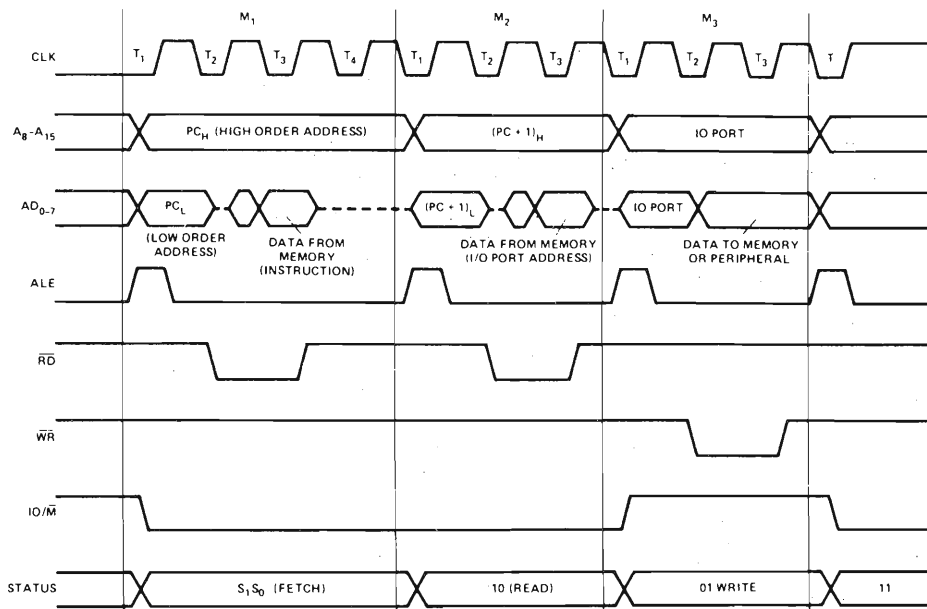 M1 M2 M3
CLK T1 T2 T3 T4 T1 T2 T3 T1 T2 T3 T
A8-A15 PCH (HIGH ORDER ADDRESS) (PC + 1)H IO PORT
AD0-7 PCL (PC + 1)L IO PORT
(LOW ORDER
ADDRESS)
DATA FROM
MEMORY
(INSTRUCTION)
DATA FROM MEMORY
(I/O PORT ADDRESS)
DATA TO MEMORY
OR PERIPHERAL
ALE
RD
WR
IO/M
STATUS S1S0 (FETCH) 10 (READ) 01 WRITE 11